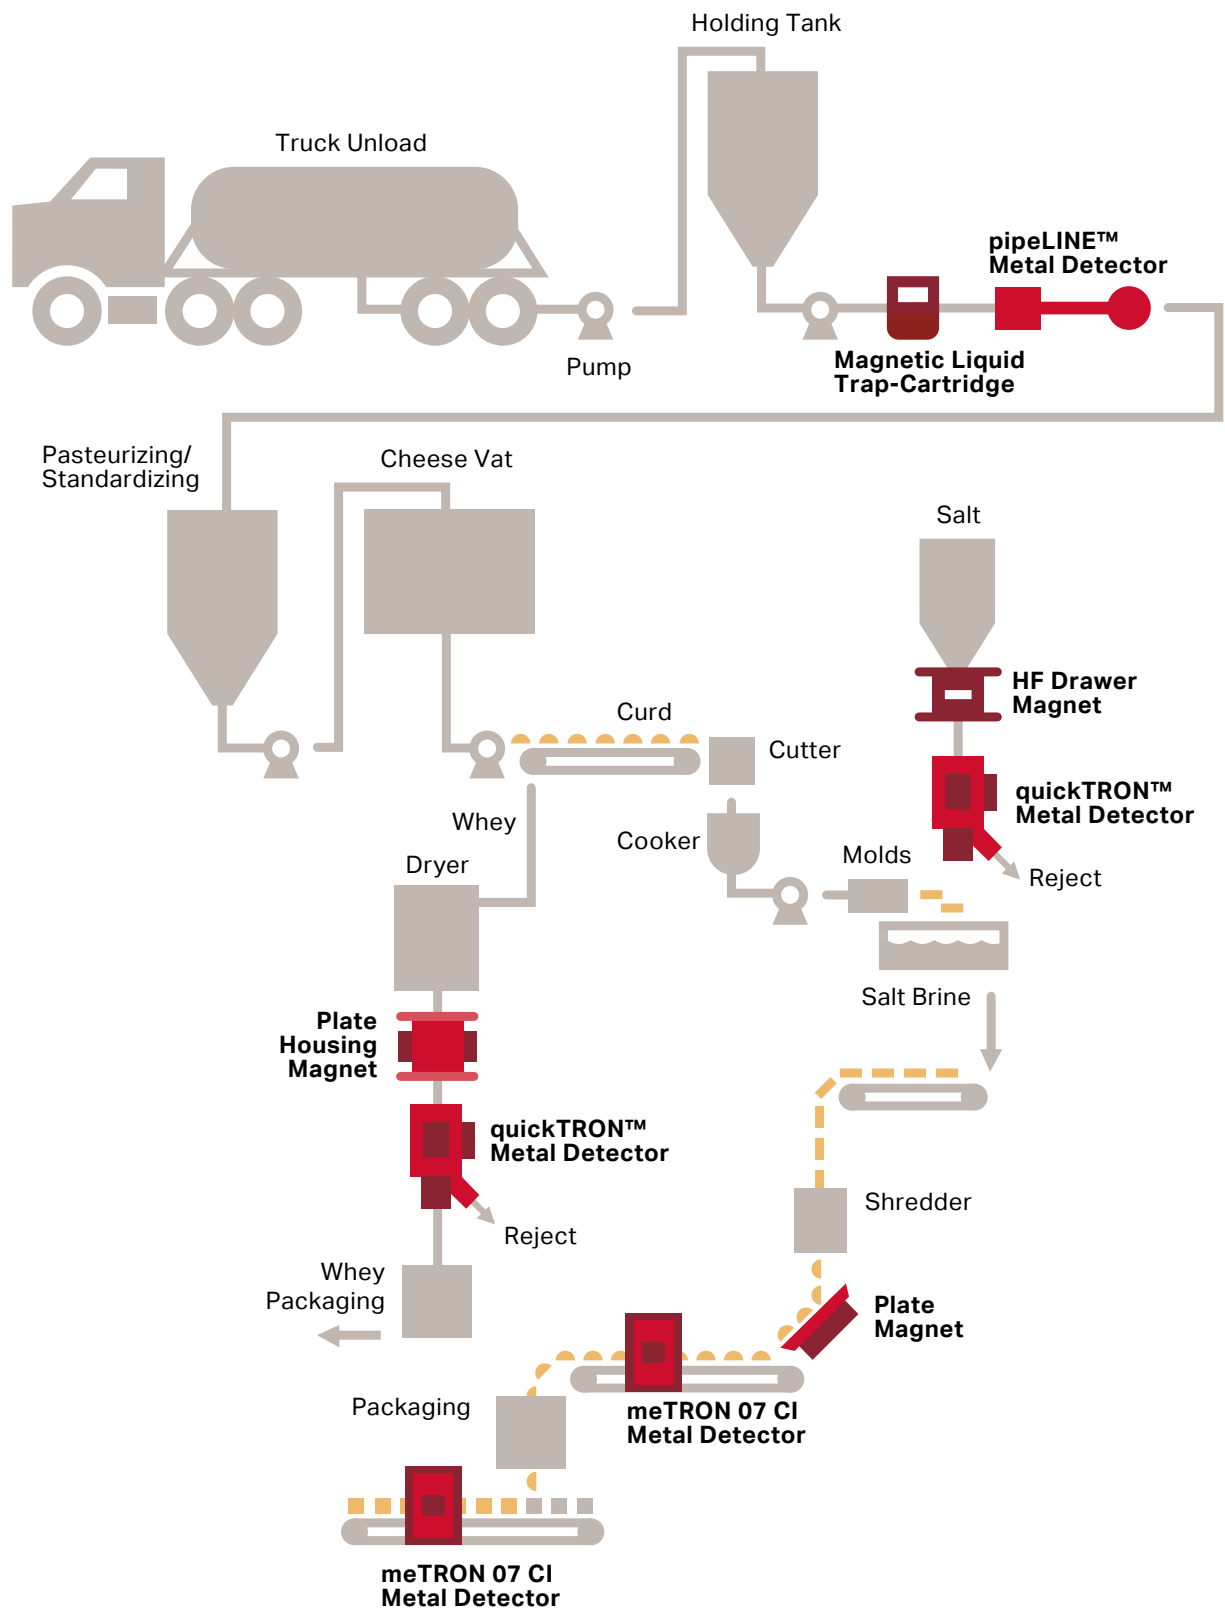 Holding Tank
Truck Unload
pipeLINE™
Metal Detector
Pump
Magnetic Liquid
Trap-Cartridge
Pasteurizing/
Standardizing
Cheese Vat
Salt
HF Drawer
Magnet
Curd
Cutter
quickTRON™
Metal Detector
Whey
Cooker
Molds
Dryer
Reject
Salt Brine
Plate
Housing
Magnet
quickTRON™
Metal Detector
Shredder
Reject
Whey
Packaging
Plate
Magnet
Packaging
meTRON 07 CI
Metal Detector
meTRON 07 CI
Metal Detector